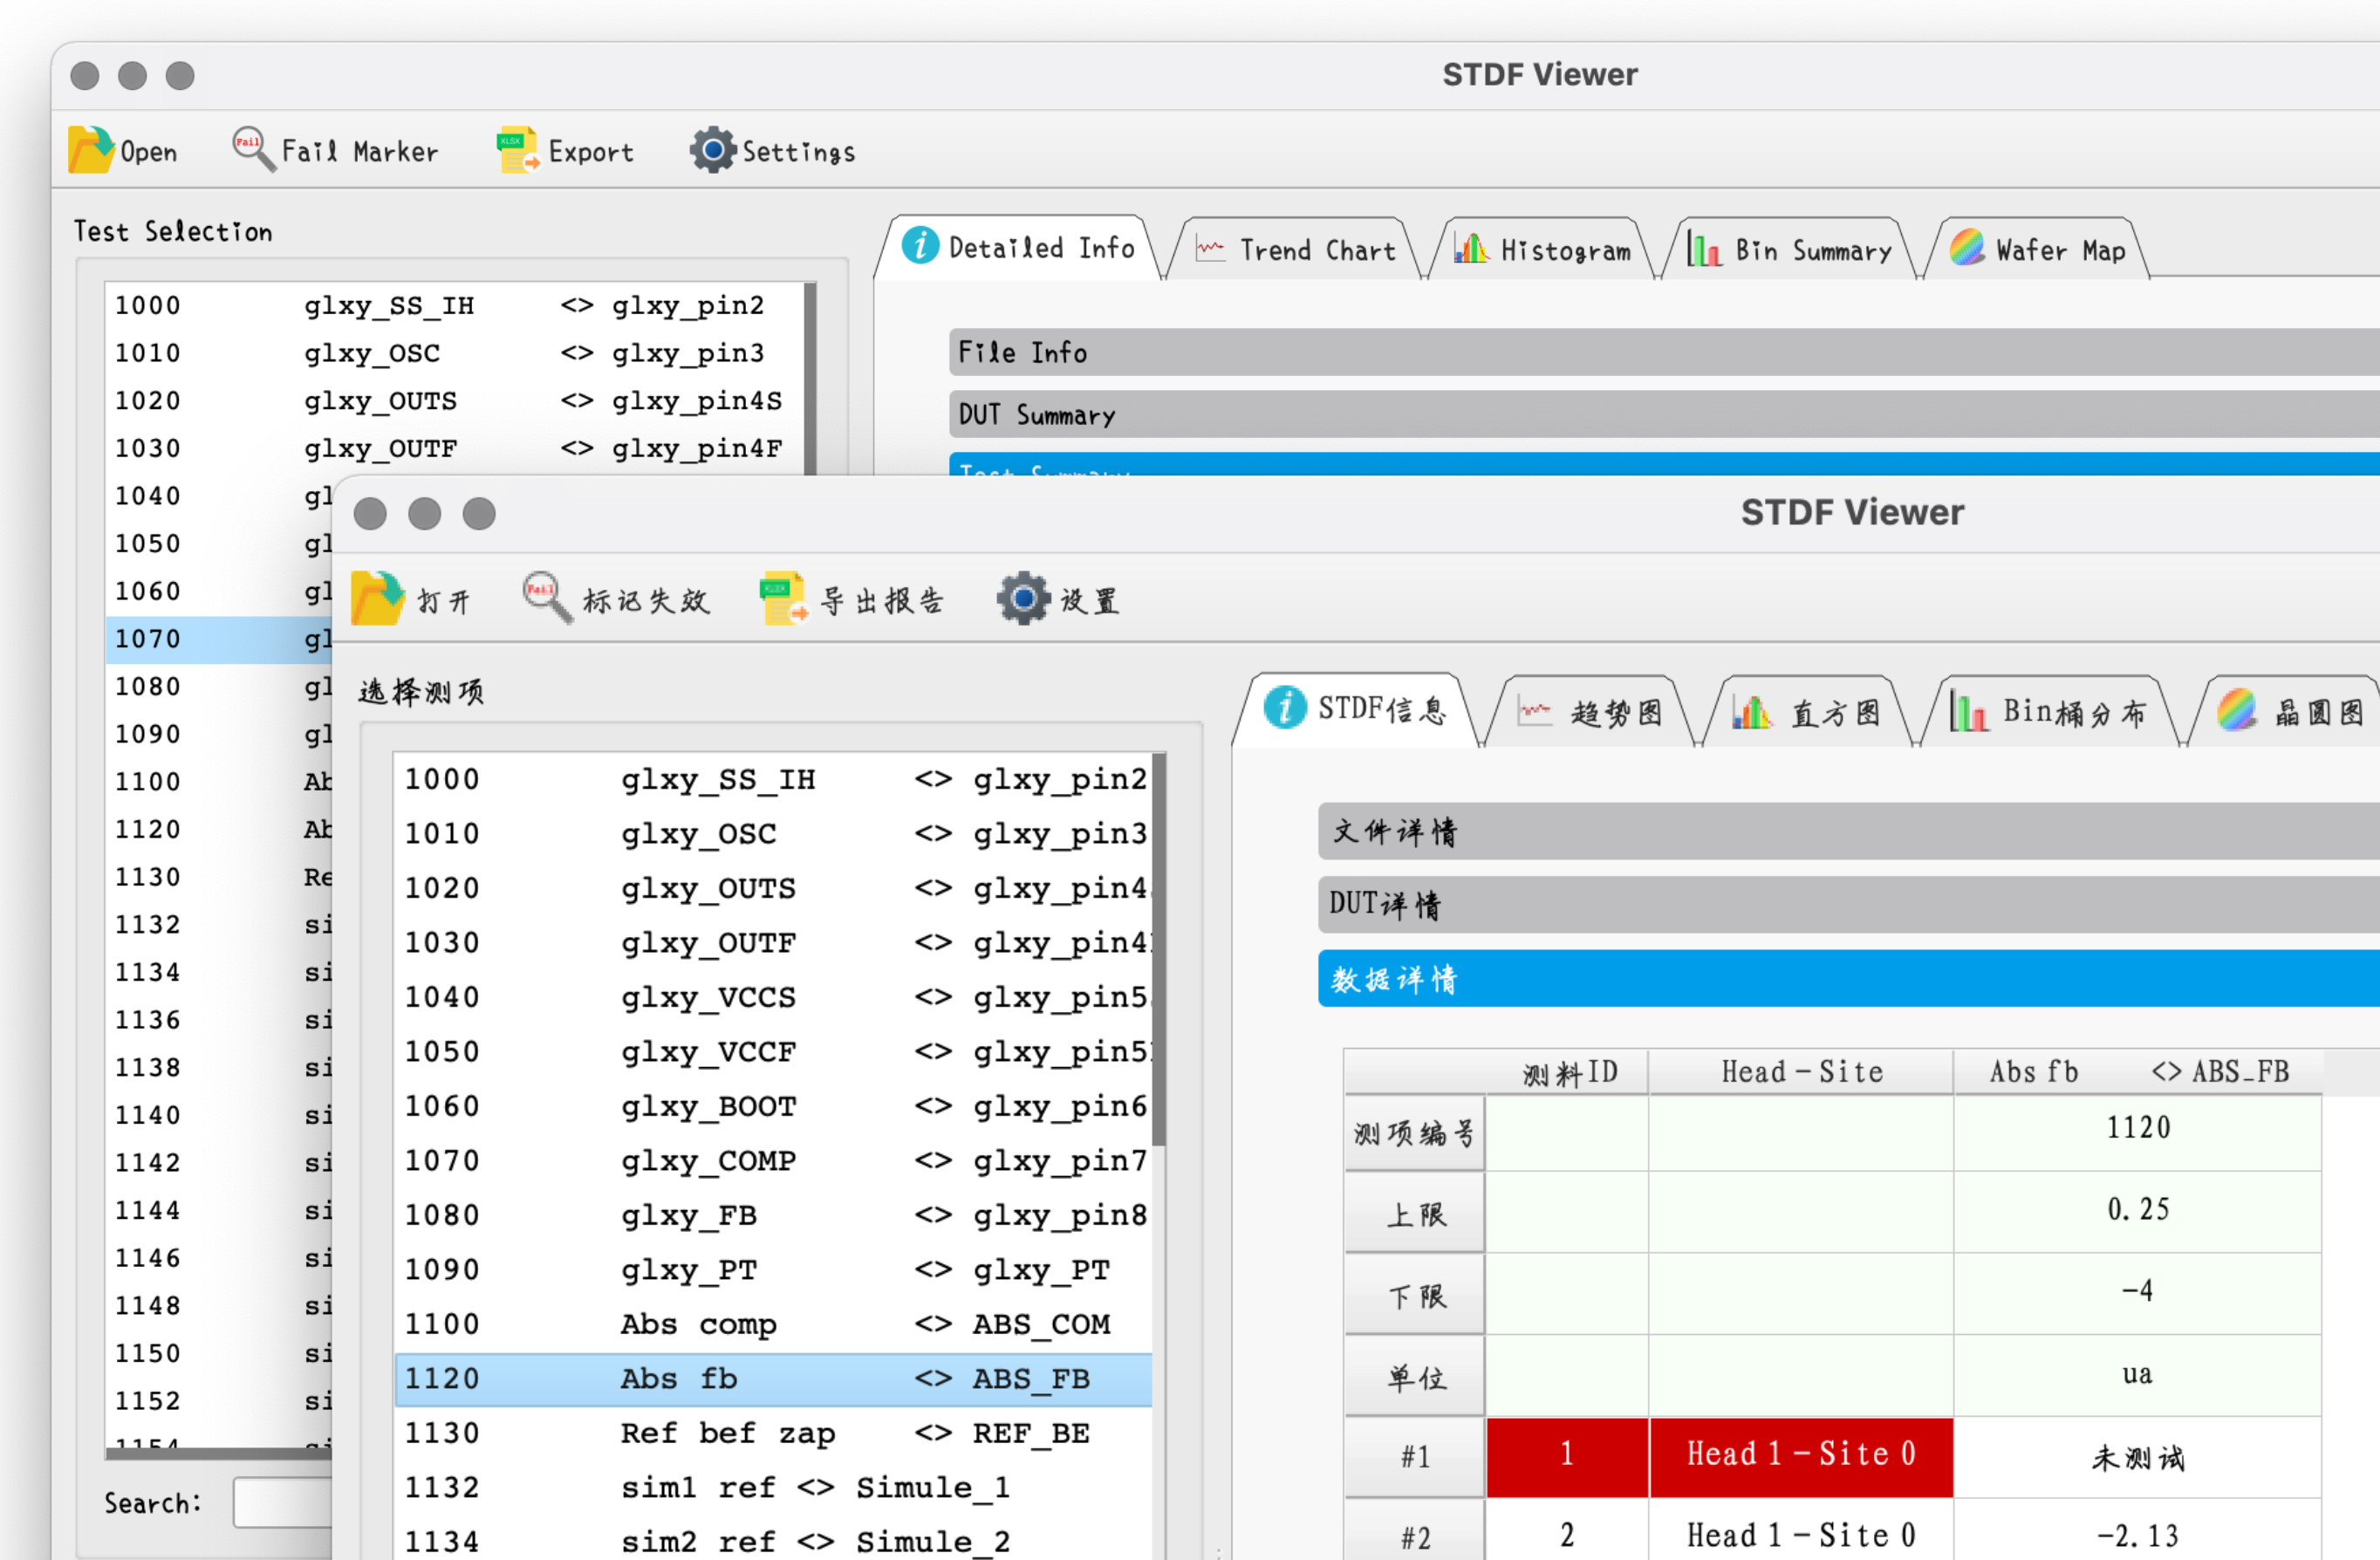 STDF Viewer
Open Fail Marker Export Settings
Test Selection
Detailed Info Trend Chart Histogram Bin Summary Wafer Map
1000 glxy_SS_IH <> glxy_pin2
1010 glxy_OSC <> glxy_pin3
1020 glxy_OUTS <> glxy_pin4S
1030 glxy_OUTF <> glxy_pin4F
1040 gl
1050 gl
1060 gl
1070 gl
1080 gl
1090 gl
1100 Ab
1120 Ab
1130 Re
1132 si
1134 si
1136 si
1138 si
1140 si
1142 si
1144 si
1146 si
1148 si
1150 si
1152 si
1154 si
Search:
File Info
DUT Summary
Test Summary
STDF Viewer
打开 标记失效 导出报告 设置
选择测项
STDF信息 趋势图 直方图 Bin桶分布 晶圆图
1000 glxy_SS_IH <> glxy_pin2
1010 glxy_OSC <> glxy_pin3
1020 glxy_OUTS <> glxy_pin4
1030 glxy_OUTF <> glxy_pin4
1040 glxy_VCCS <> glxy_pin5
1050 glxy_VCCF <> glxy_pin5
1060 glxy_BOOT <> glxy_pin6
1070 glxy_COMP <> glxy_pin7
1080 glxy_FB <> glxy_pin8
1090 glxy_PT <> glxy_PT
1100 Abs comp <> ABS_COM
1120 Abs fb <> ABS_FB
1130 Ref bef zap <> REF_BE
1132 sim1 ref <> Simule_1
1134 sim2 ref <> Simule_2
文件详情
DUT详情
数据详情
测料ID Head - Site Abs fb <> ABS_FB
测项编号 1120
上限 0.25
下限 -4
单位 ua
#1 1 Head 1 - Site 0 未测试
#2 2 Head 1 - Site 0 -2.13